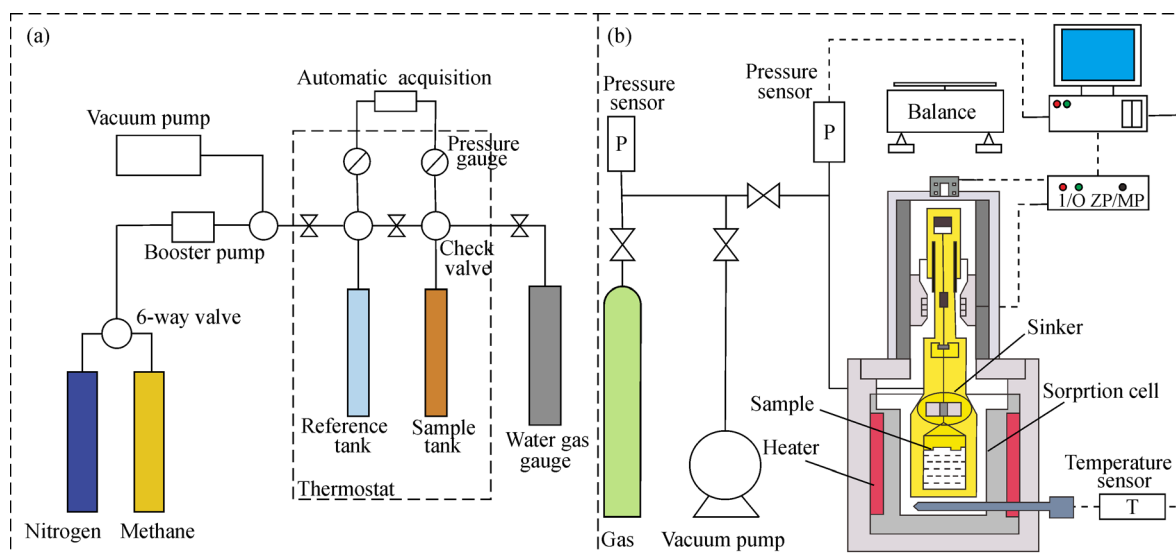 (a)
Automatic acquisition
Vacuum pump
Pressure
gauge
Booster pump
Check
valve
6-way valve
Reference
tank
Sample
tank
Water gas
gauge
Thermostat
Nitrogen
Methane
(b)
Pressure
sensor
P
Pressure
sensor
P
Balance
I/O ZP/MP
Sinker
Sample
Sorprtion cell
Heater
Temperature
sensor
T
Gas
Vacuum pump